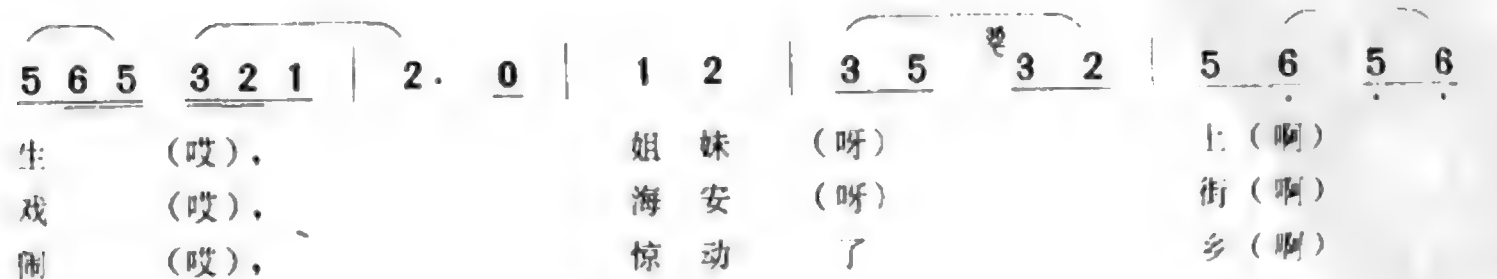 5 6 5 3 2 1 | 2 · 0 | 1 2 | 3 5 3 2 | 5 6 5 6
生 (哎), 姐 妹 (呀) 上 (啊)
戏 (哎), 海 安 (呀) 街 (啊)
闹 (哎), 惊 动 了 乡 (啊)